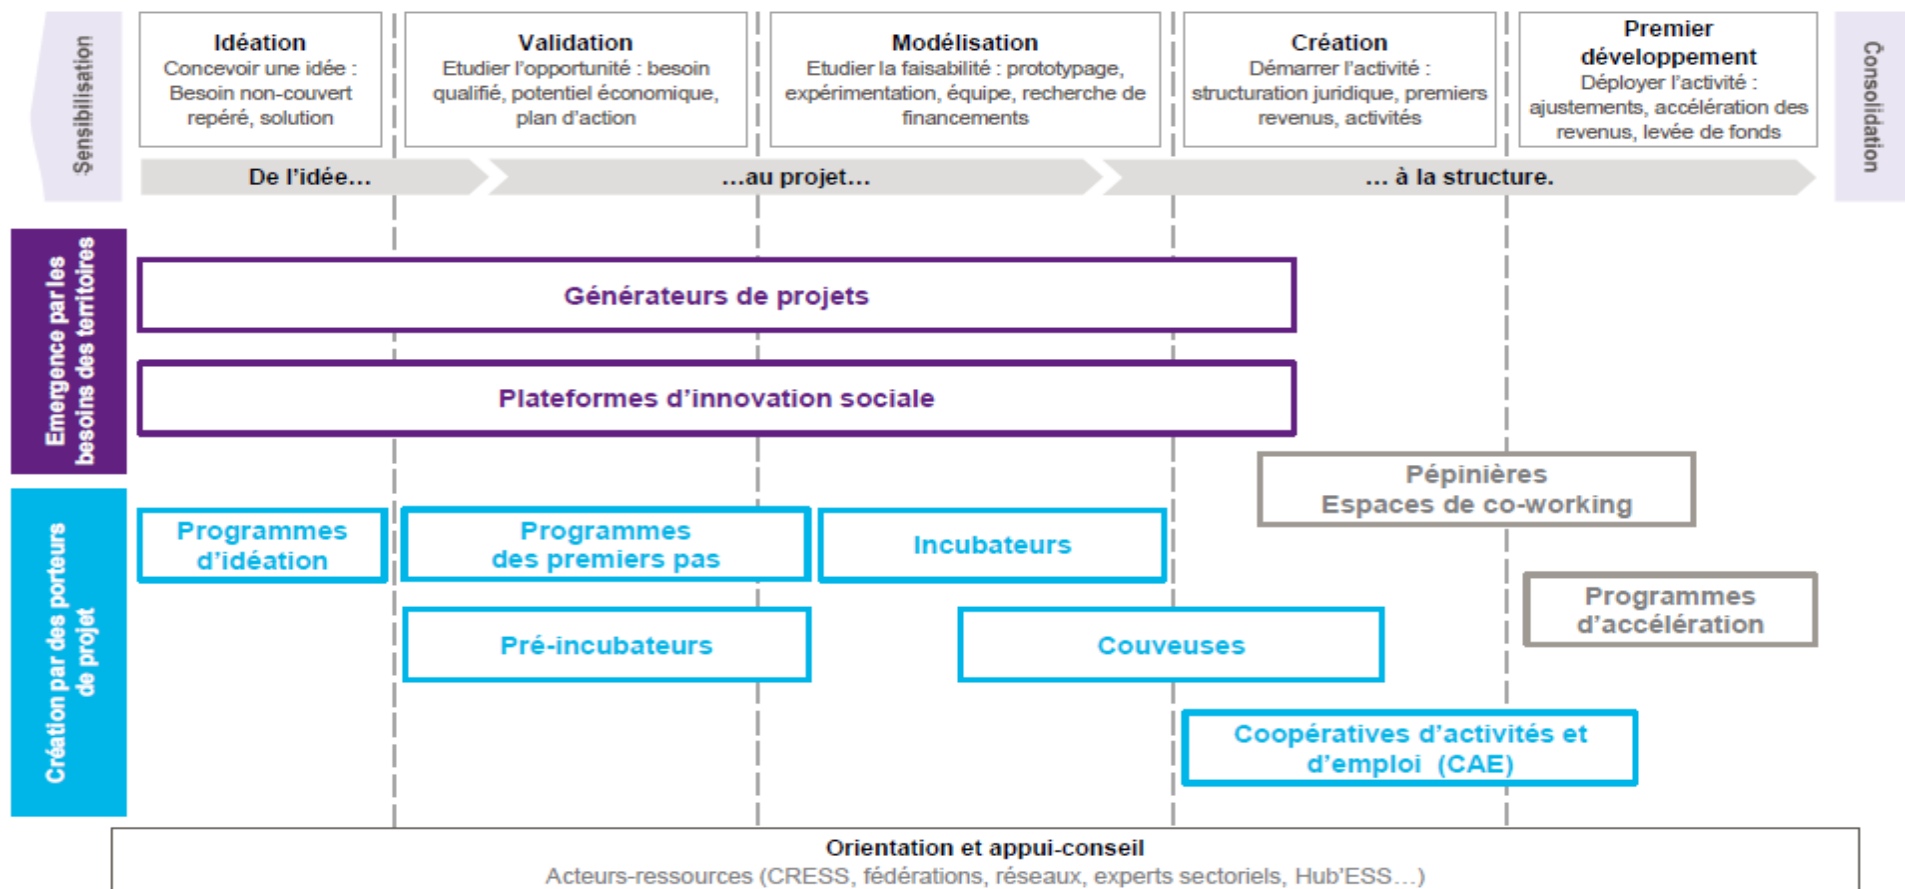 Sensibilisation
Idéation
Concevoir une idée :
Besoin non-couvert
repéré, solution
Validation
Etudier l'opportunité : besoin
qualifié, potentiel économique,
plan d'action
Modélisation
Etudier la faisabilité : prototypage,
expérimentation, équipe, recherche de
financements
Création
Démarrer l'activité :
structuration juridique, premiers
revenus, activités
Premier
développement
Déployer l'activité :
ajustements, accélération des
revenus, levée de fonds
Consolidation
De l'idée…
…au projet…
… à la structure.
Emergence par les
besoins des territoires
Générateurs de projets
Plateformes d'innovation sociale
Pépinières
Espaces de co-working
Création par des porteurs
de projet
Programmes
d'idéation
Programmes
des premiers pas
Incubateurs
Programmes
d'accélération
Pré-incubateurs
Couveuses
Coopératives d'activités et
d'emploi (CAE)
Orientation et appui-conseil
Acteurs-ressources (CRESS, fédérations, réseaux, experts sectoriels, Hub'ESS…)